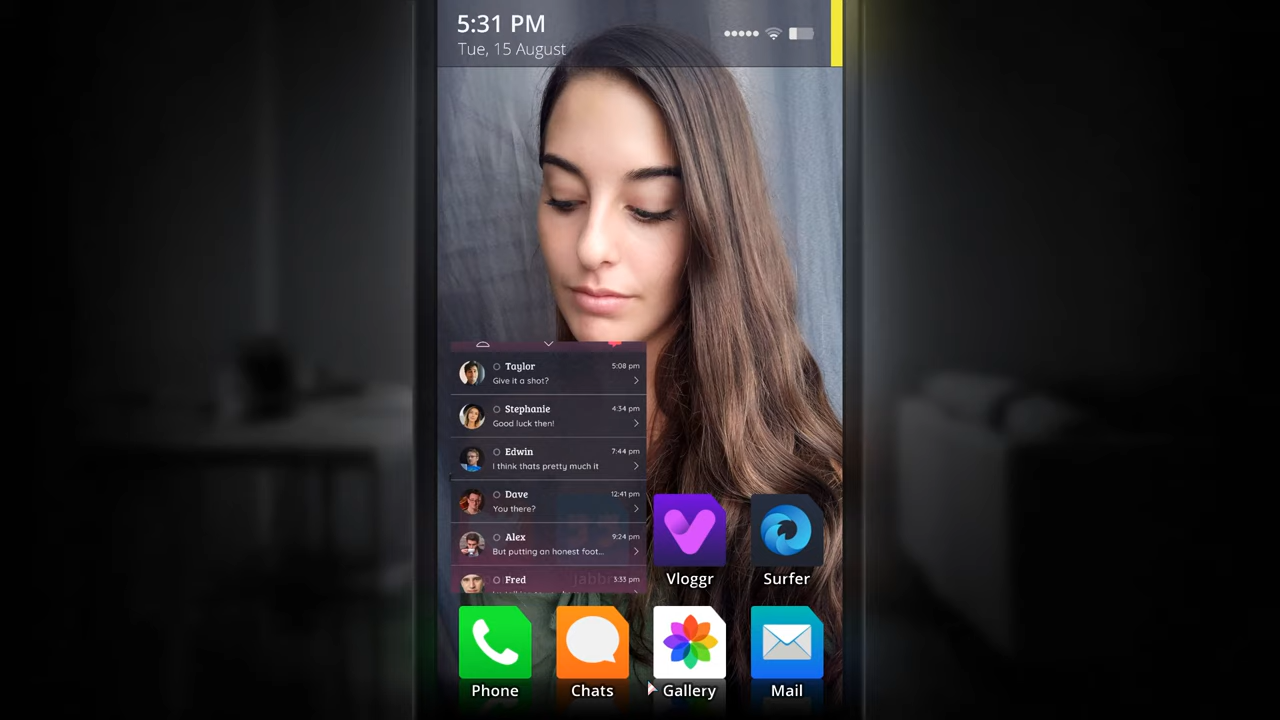 5:31 PM
Tue, 15 August
Taylor 5:08 pm
Give it a shot?
Stephanie 4:34 pm
Good luck then!
Edwin 7:44 pm
I think thats pretty much it
Dave 12:41 pm
You there?
Alex 9:24 pm
But putting an honest foot...
Fred 3:33 pm
Vloggr Surfer
Phone Chats Gallery Mail